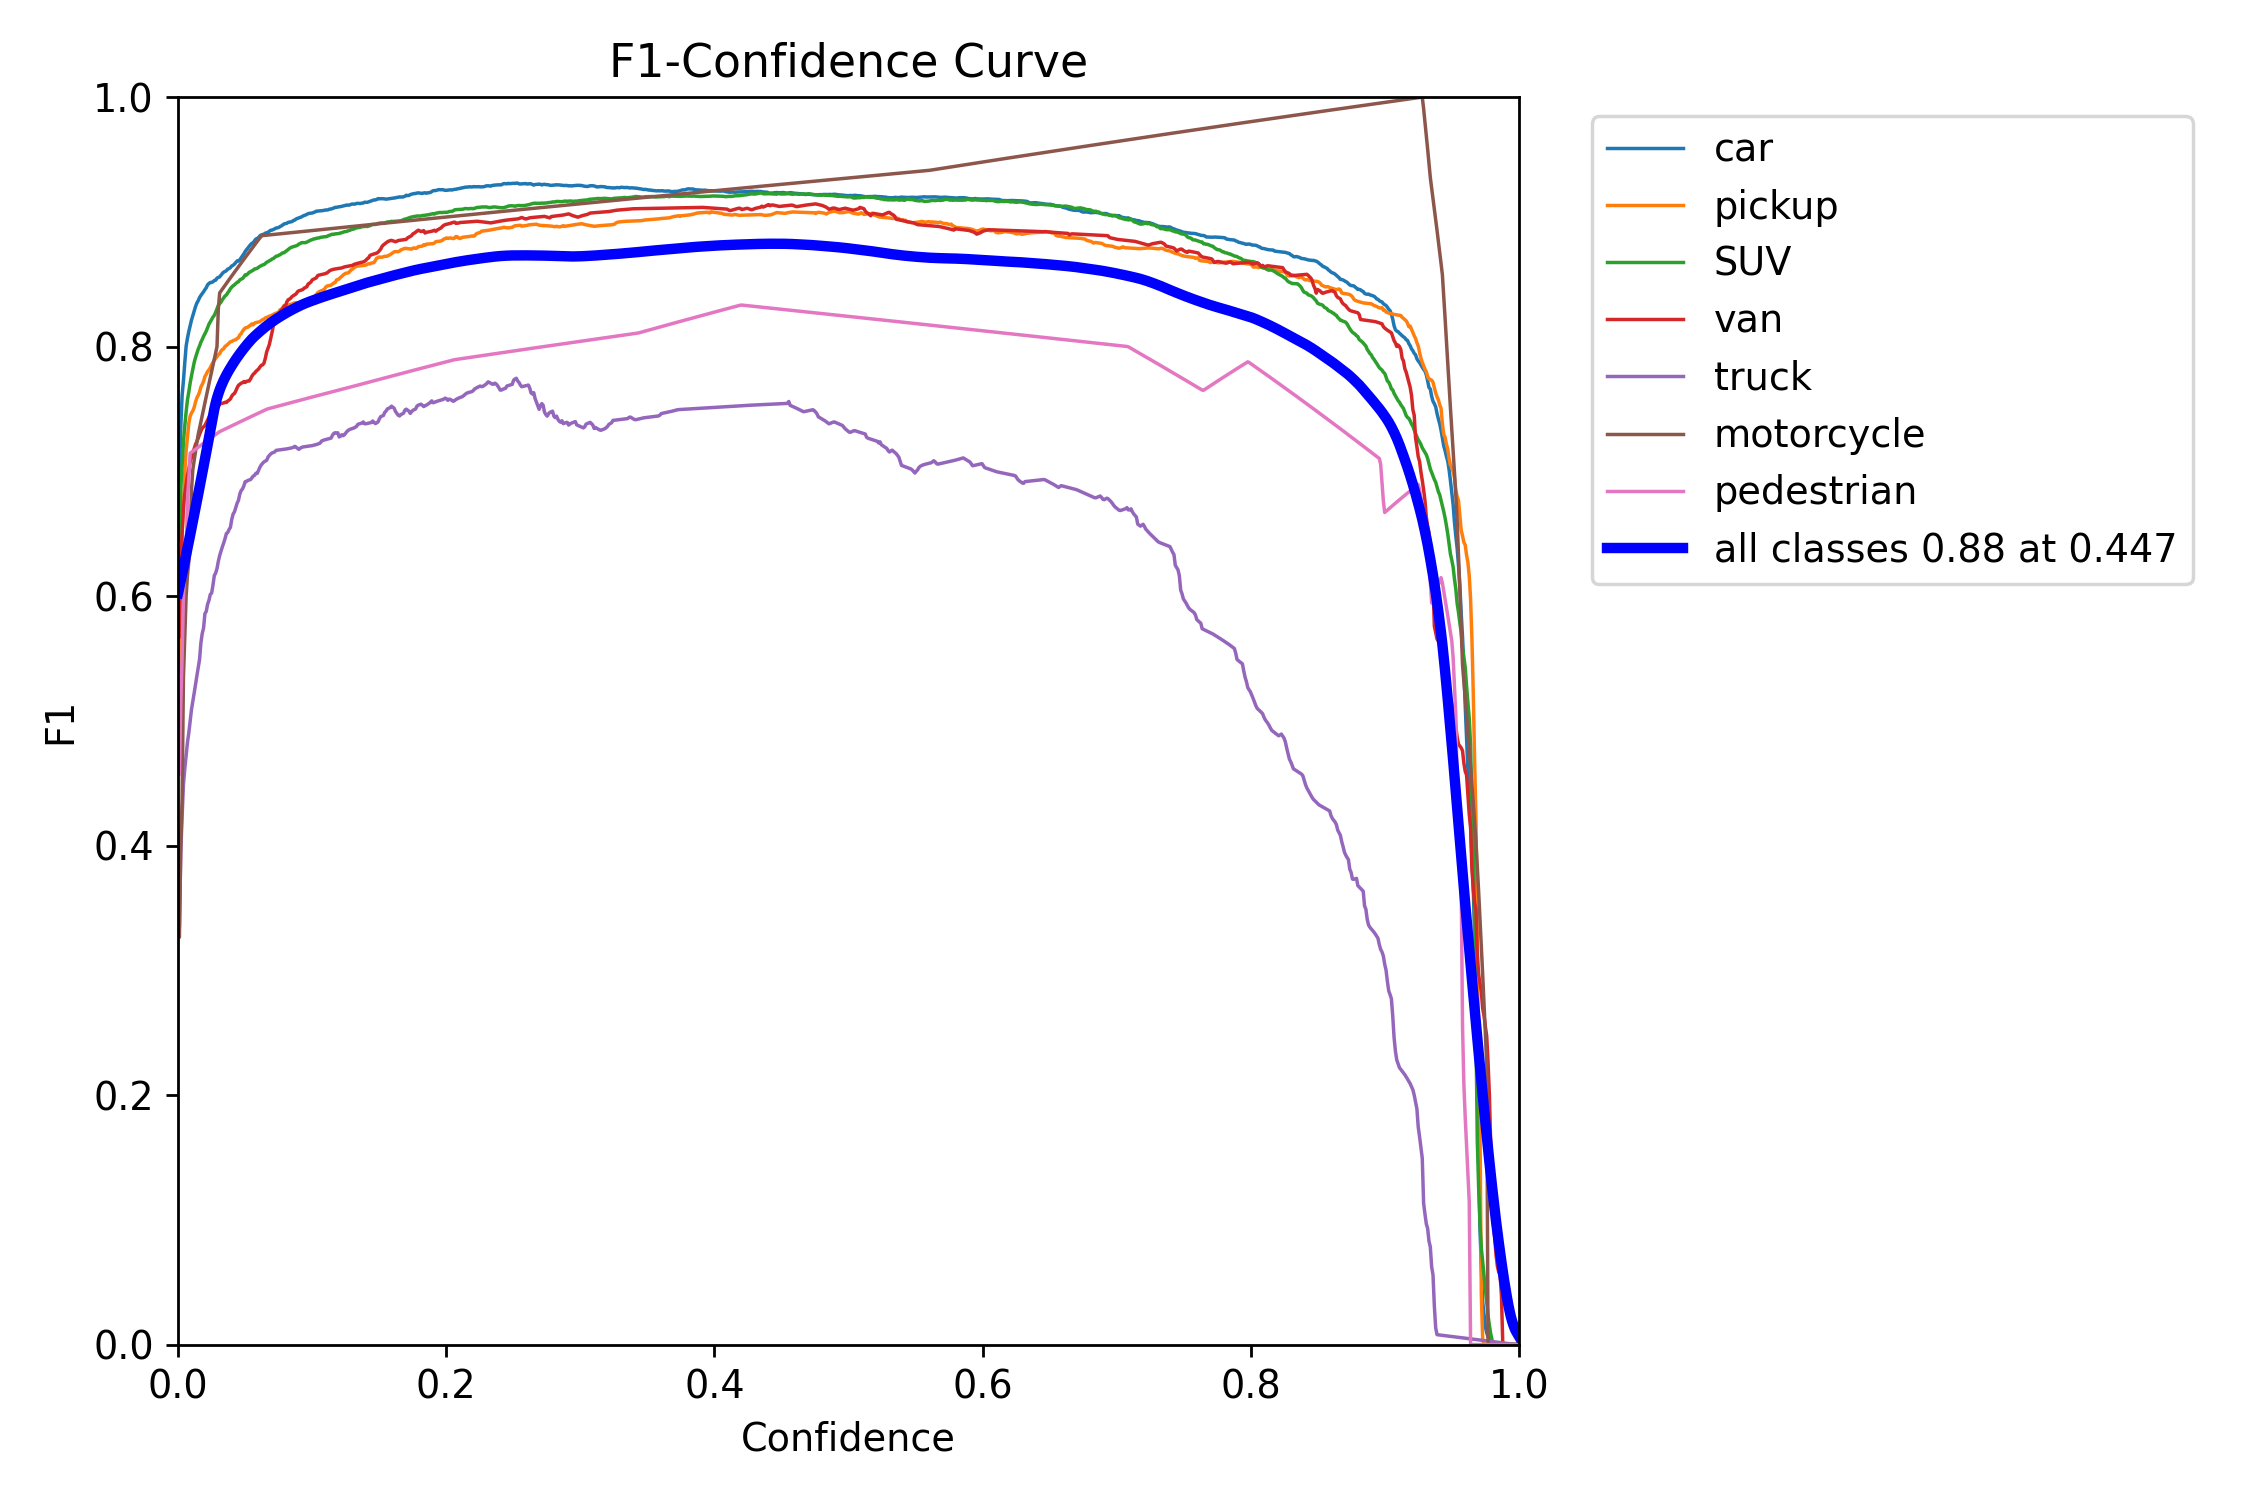 F1-Confidence Curve
1.0
0.8
0.6
0.4
0.2
0.0
F1
0.0 0.2 0.4 0.6 0.8 1.0
Confidence
car
pickup
SUV
van
truck
motorcycle
pedestrian
all classes 0.88 at 0.447